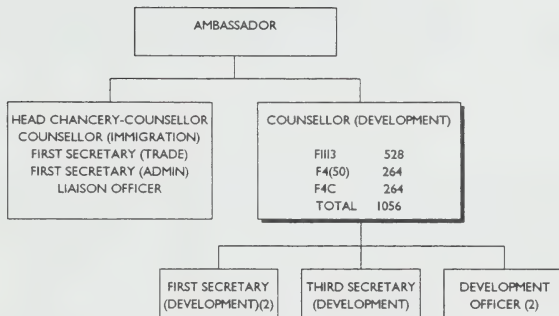 AMBASSADOR
HEAD CHANCERY-COUNSELLOR
COUNSELLOR (IMMIGRATION)
FIRST SECRETARY (TRADE)
FIRST SECRETARY (ADMIN)
LIAISON OFFICER
COUNSELLOR (DEVELOPMENT)
FIII3 528
F4(50) 264
F4C 264
TOTAL 1056
FIRST SECRETARY
(DEVELOPMENT)(2)
THIRD SECRETARY
(DEVELOPMENT)
DEVELOPMENT
OFFICER (2)